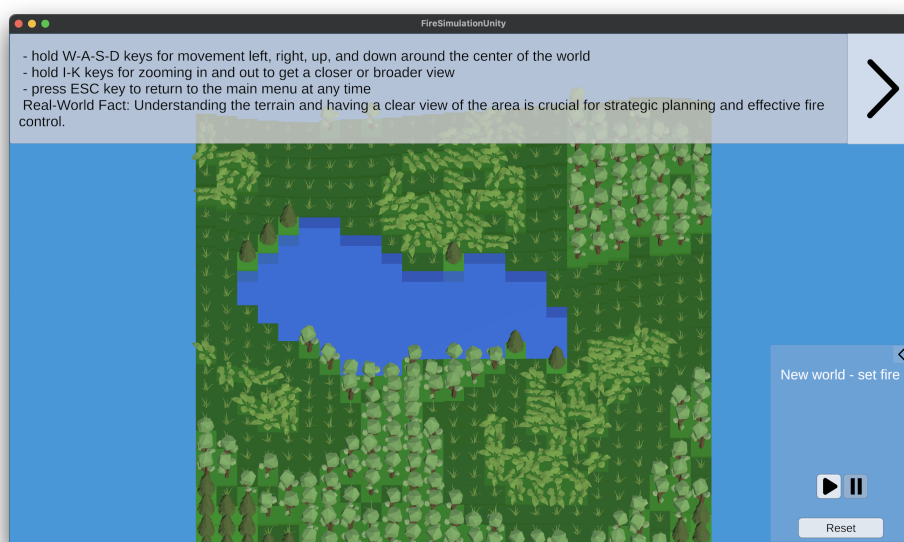 FireSimulationUnity
- hold W-A-S-D keys for movement left, right, up, and down around the center of the world
- hold I-K keys for zooming in and out to get a closer or broader view
- press ESC key to return to the main menu at any time
Real-World Fact: Understanding the terrain and having a clear view of the area is crucial for strategic planning and effective fire
control.
New world - set fire
Reset